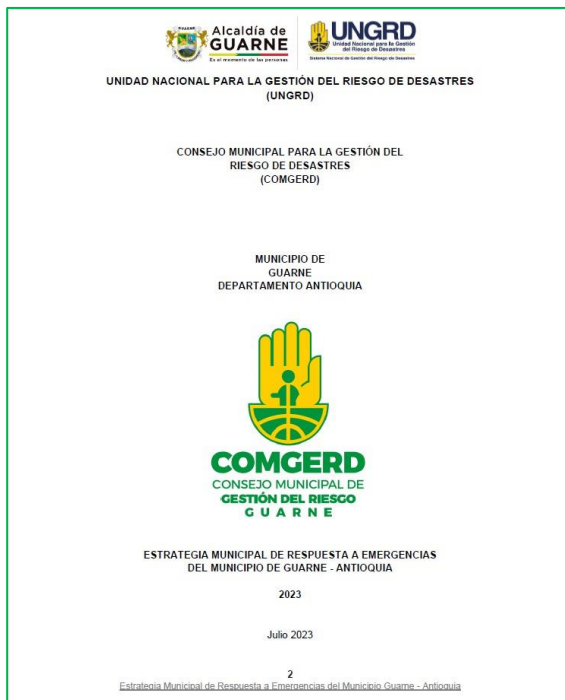 Alcaldía de
GUARNE
Es el momento de las personas
UNGRD
Unidad Nacional para la Gestión
del Riesgo de Desastres
Sistema Nacional de Gestión del Riesgo de Desastres
UNIDAD NACIONAL PARA LA GESTIÓN DEL RIESGO DE DESASTRES
(UNGRD)
CONSEJO MUNICIPAL PARA LA GESTIÓN DEL
RIESGO DE DESASTRES
(COMGERD)
MUNICIPIO DE
GUARNE
DEPARTAMENTO ANTIOQUIA
COMGERD
CONSEJO MUNICIPAL DE
GESTIÓN DEL RIESGO
GUARNE
ESTRATEGIA MUNICIPAL DE RESPUESTA A EMERGENCIAS
DEL MUNICIPIO DE GUARNE - ANTIOQUIA
2023
Julio 2023
2
Estrategia Municipal de Respuesta a Emergencias del Municipio Guarne - Antioquia